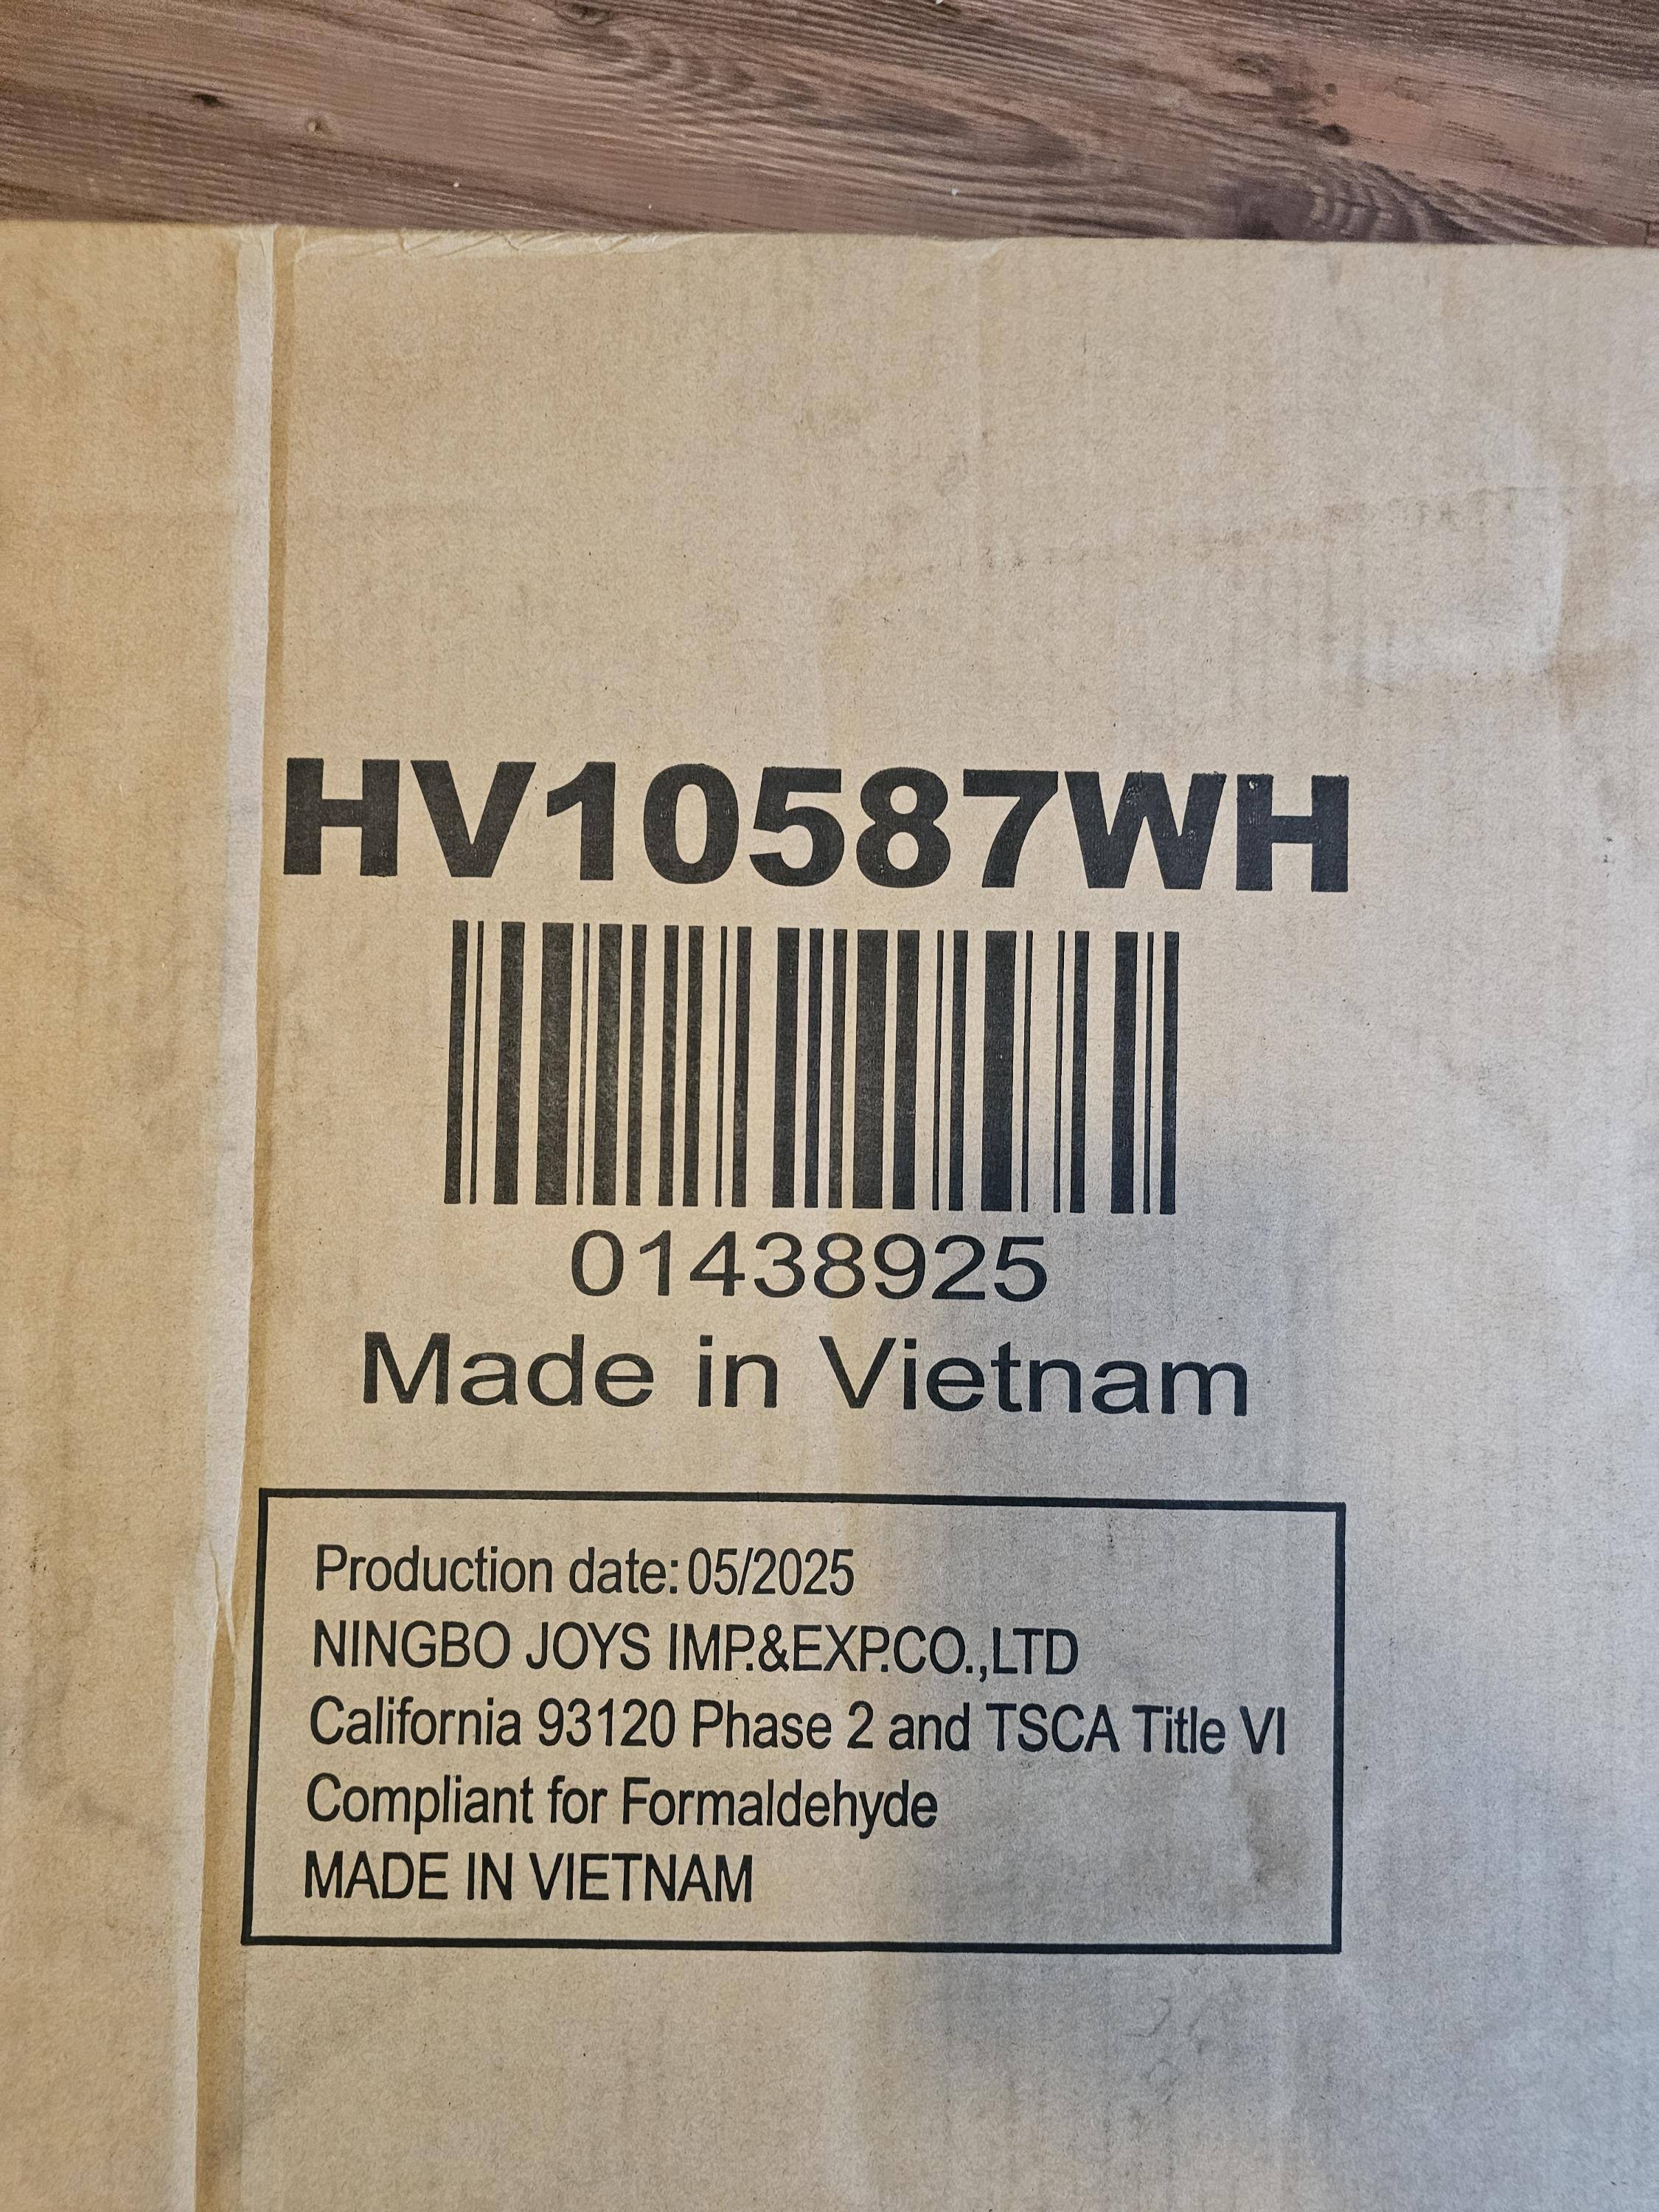 HV10587WH
01438925
Made in Vietnam
Production date:05/2025
NINGBO JOYS IMP.&EXP.CO.,LTD
California 93120 Phase 2 and TSCA Title VI
Compliant for Formaldehyde
MADE IN VIETNAM